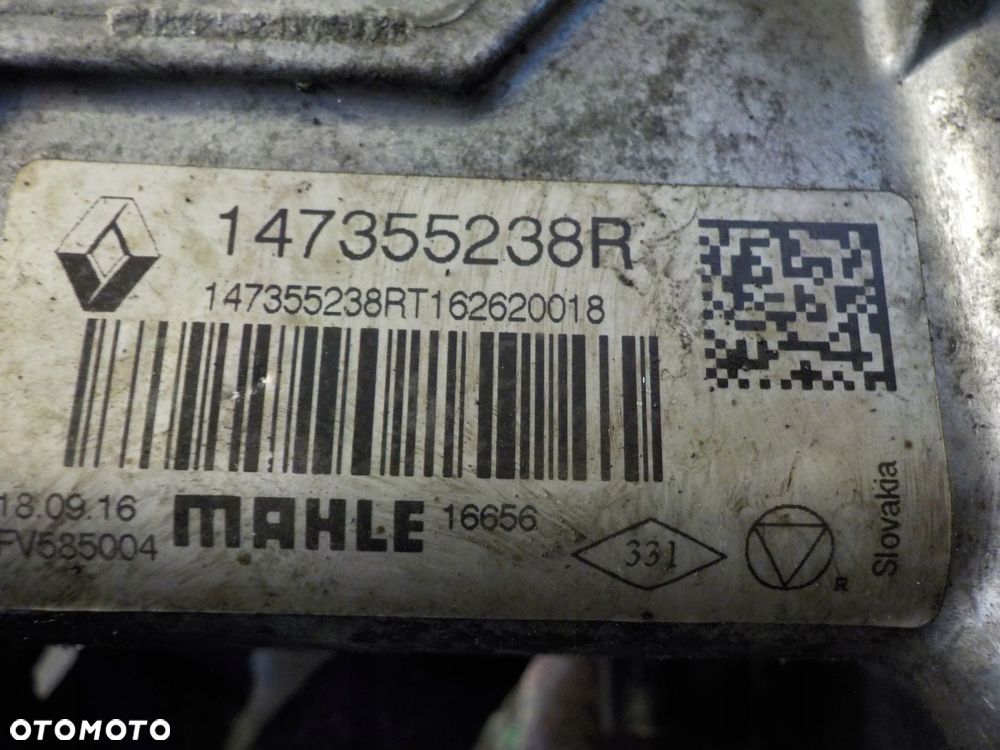 147355238R
147355238RT162620018
18.09.16
MAHLE
16656
FV585004
331
R
Slovakia
OTOMOTO